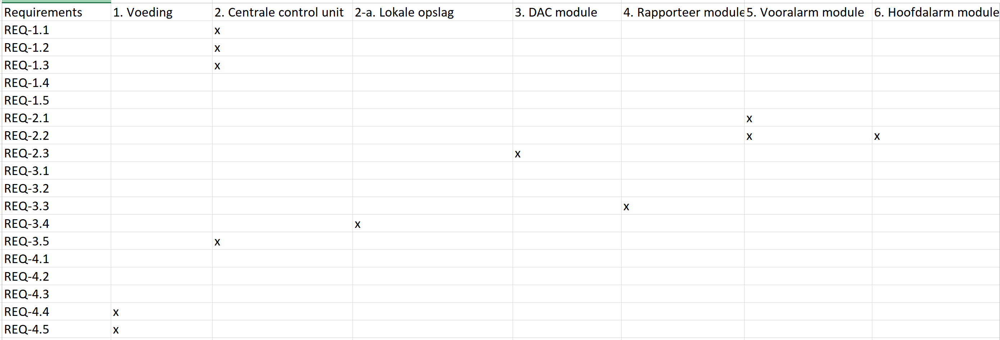 Requirements 1. Voeding 2. Centrale control unit 2-a. Lokale opslag 3. DAC module 4. Rapporteer module 5. Vooralarm module 6. Hoofdalarm module
REQ-1.1 x
REQ-1.2 x
REQ-1.3 x
REQ-1.4
REQ-1.5
REQ-2.1 x
REQ-2.2 x x
REQ-2.3 x
REQ-3.1
REQ-3.2
REQ-3.3 x
REQ-3.4 x
REQ-3.5 x
REQ-4.1
REQ-4.2
REQ-4.3
REQ-4.4 x
REQ-4.5 x